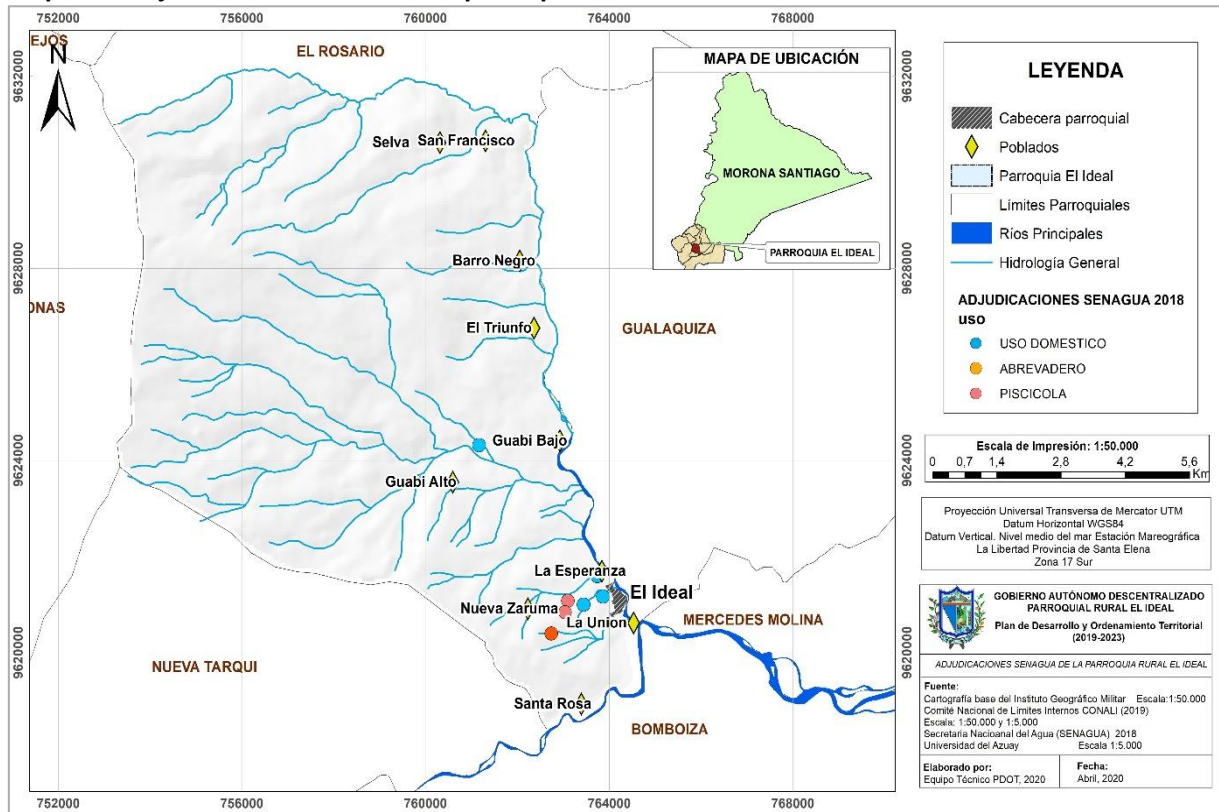 752000 756000 760000 764000 768000
EJOS
EL ROSARIO
N
9632000
9632000
Selva
San Francisco
Barro Negro
9628000
9628000
El Triunfo
GUALAQUIZA
ONAS
Guabi Bajo
9624000
9624000
Guabi Alto
La Esperanza
El Ideal
Nueva Zaruma
La Union
MERCEDES MOLINA
9620000
9620000
NUEVA TARQUI
Santa Rosa
BOMBOIZA
752000 756000 760000 764000 768000
MAPA DE UBICACIÓN
MORONA SANTIAGO
PARROQUIA EL IDEAL
LEYENDA
Cabecera parroquial
Poblados
Parroquia El Ideal
Límites Parroquiales
Ríos Principales
Hidrología General
ADJUDICACIONES SENAGUA 2018
uso
USO DOMESTICO
ABREVADERO
PISCICOLA
Escala de Impresión: 1:50.000
0 0,7 1,4 2,8 4,2 5,6
Km
Proyección Universal Transversa de Mercator UTM
Datum Horizontal WGS84
Datum Vertical. Nivel medio del mar Estación Mareográfica
La Libertad Provincia de Santa Elena
Zona 17 Sur
GOBIERNO AUTÓNOMO DESCENTRALIZADO
PARROQUIAL RURAL EL IDEAL
Plan de Desarrollo y Ordenamiento Territorial
(2019-2023)
ADJUDICACIONES SENAGUA DE LA PARROQUIA RURAL EL IDEAL
Fuente:
Cartografía base del Instituto Geográfico Militar Escala:1:50.000
Comité Nacional de Límites Internos CONALI (2019)
Escala: 1:50.000 y 1:5.000
Secretaria Nacioanal del Agua (SENAGUA) 2018
Universidad del Azuay Escala 1:5.000
Elaborado por:
Equipo Técnico PDOT, 2020
Fecha:
Abril, 2020